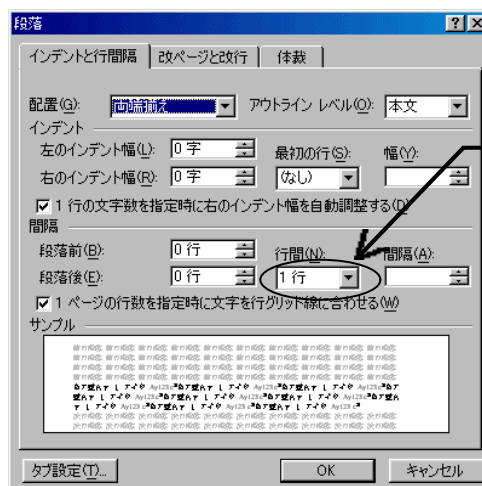 段落
インデントと行間隔 改ページと改行 体裁
配置(G): 両端揃え アウトライン レベル(O): 本文
インデント
左のインデント幅(L): 0 字 最初の行(S): 幅(Y):
右のインデント幅(R): 0 字 (なし)
1 行の文字数を指定時に右のインデント幅を自動調整する(D)
間隔
段落前(B): 0 行 行間(N): 間隔(A):
段落後(E): 0 行 1 行
1 ページの行数を指定時に文字を行グリッド線に合わせる(W)
サンプル
タブ設定(T)... OK キャンセル